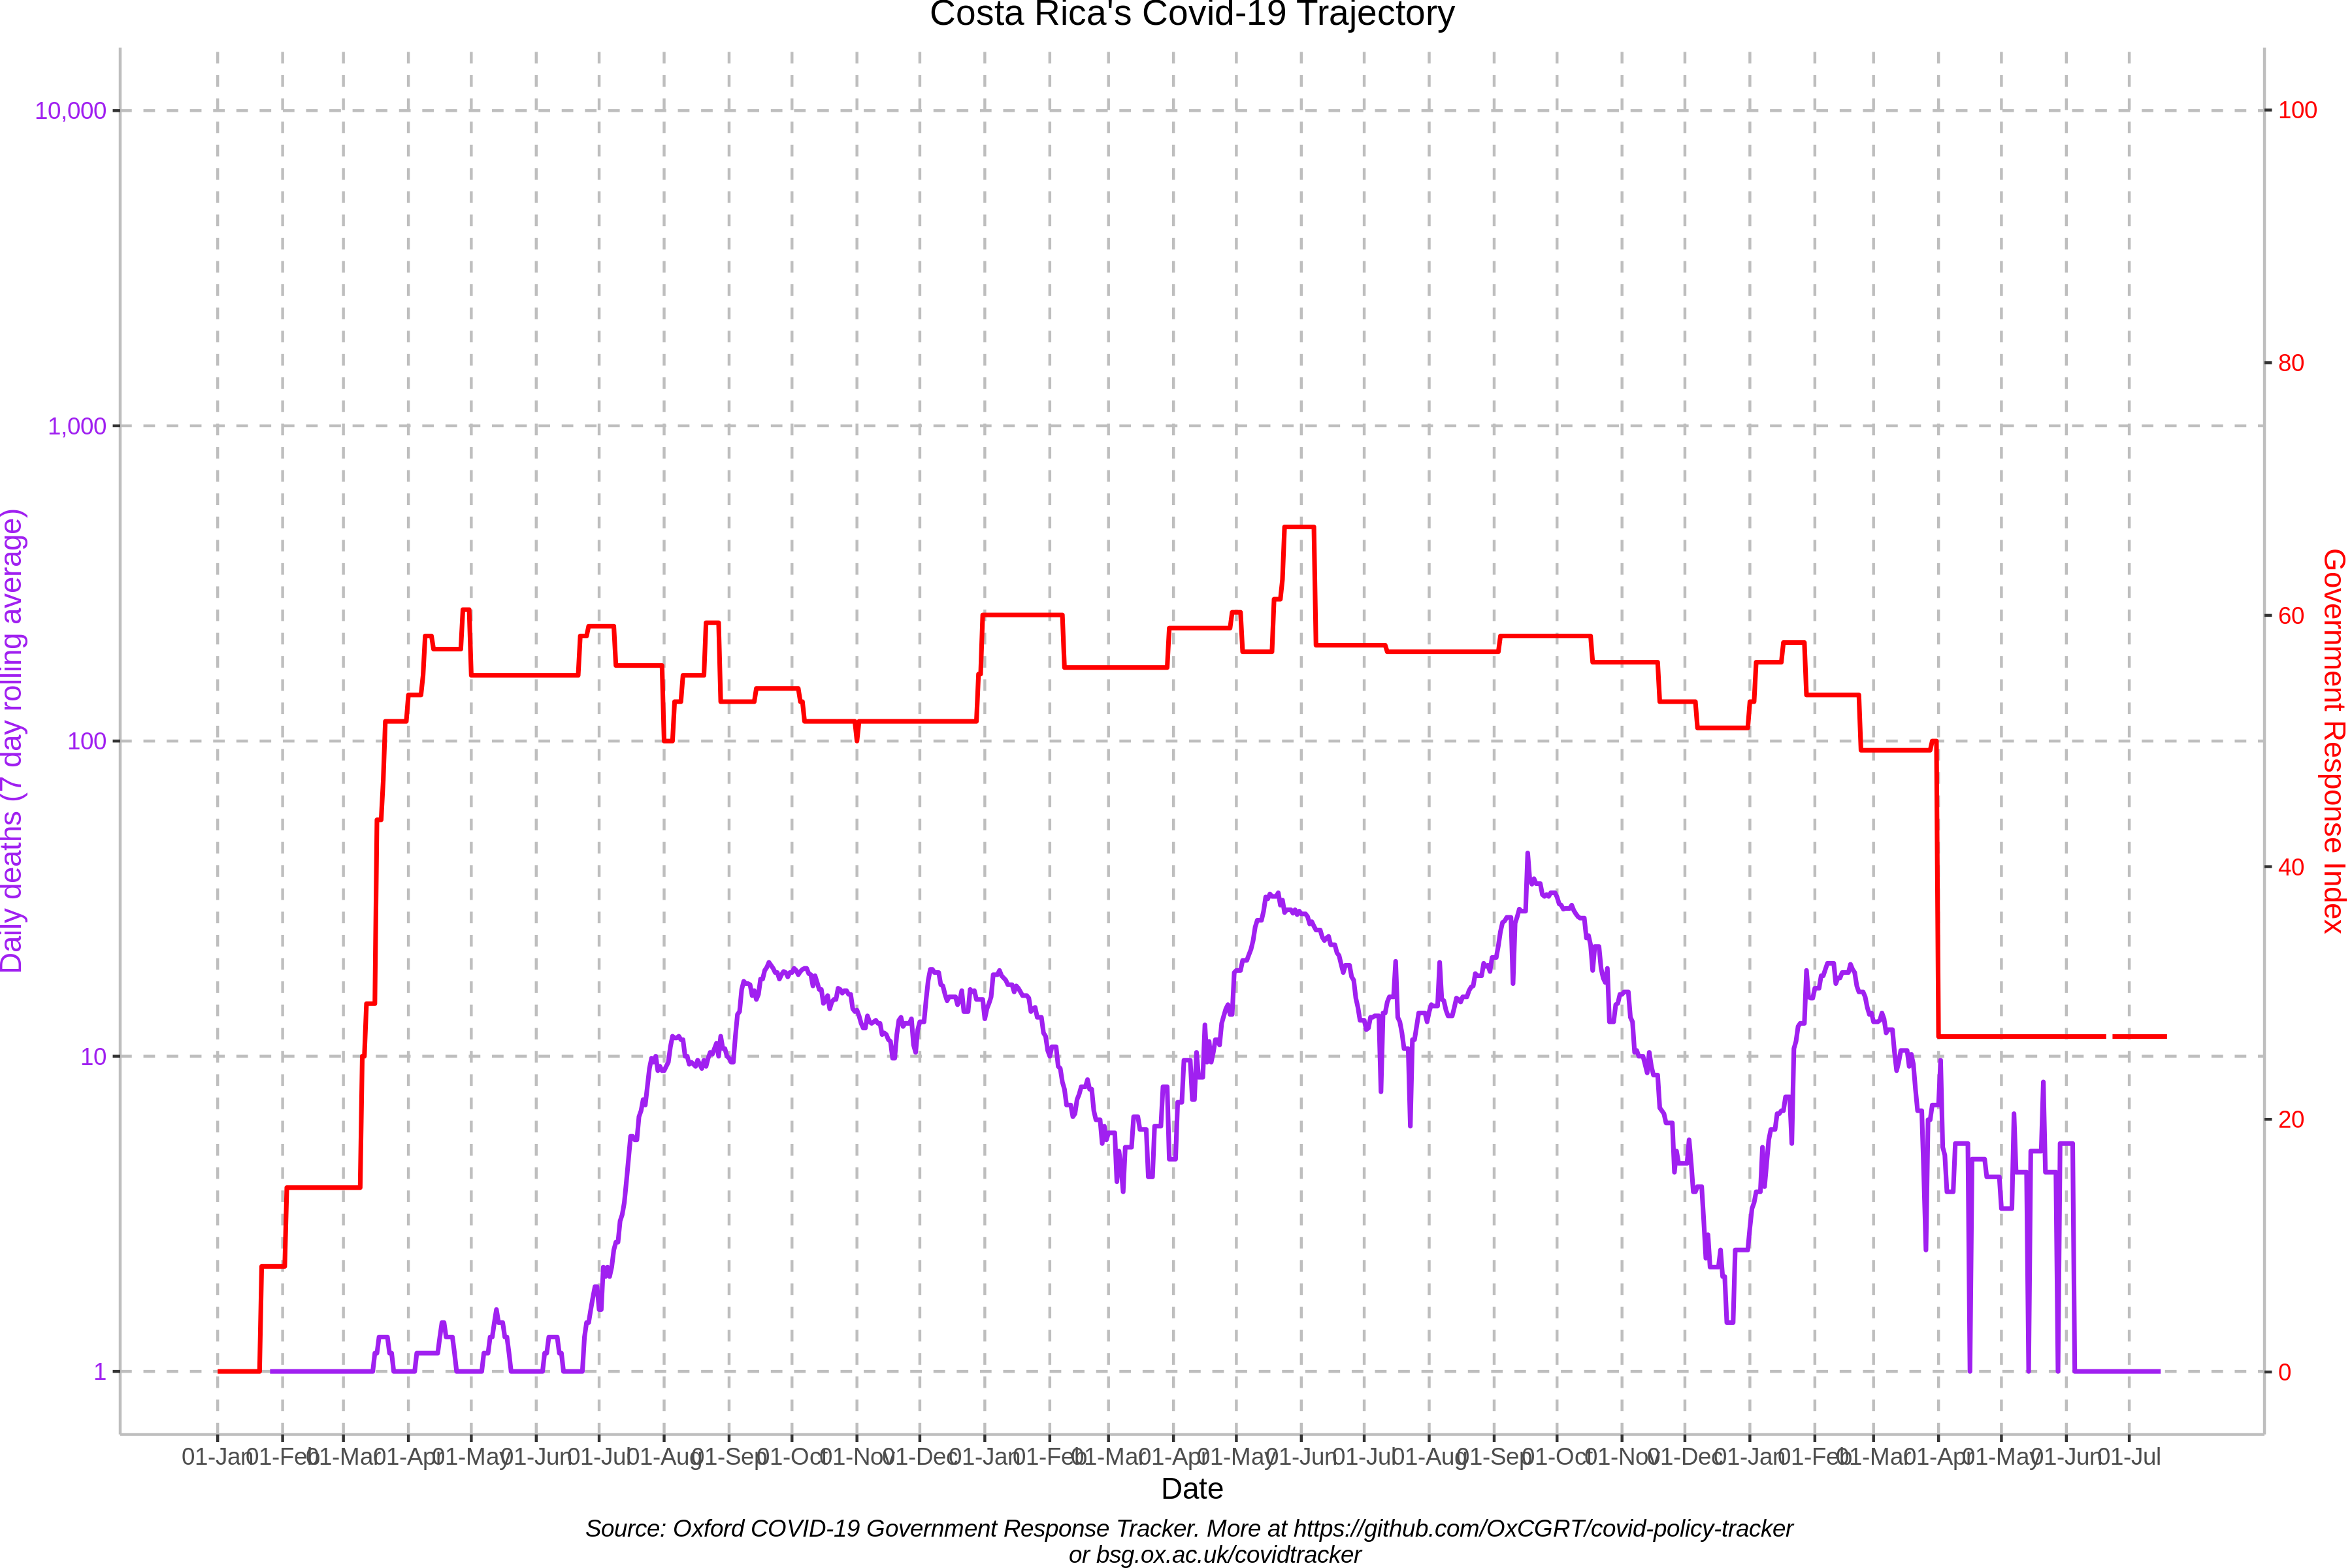 Costa Rica's Covid-19 Trajectory
10,000
1,000
100
10
1
Daily deaths (7 day rolling average)
100
80
60
40
20
0
Government Response Index
01-Jan 01-Feb 01-Mar 01-Apr 01-May 01-Jun 01-Jul 01-Aug 01-Sep 01-Oct 01-Nov 01-Dec 01-Jan 01-Feb 01-Mar 01-Apr 01-May 01-Jun 01-Jul 01-Aug 01-Sep 01-Oct 01-Nov 01-Dec 01-Jan 01-Feb 01-Mar 01-Apr 01-May 01-Jun 01-Jul
Date
Source: Oxford COVID-19 Government Response Tracker. More at https://github.com/OxCGRT/covid-policy-tracker
or bsg.ox.ac.uk/covidtracker